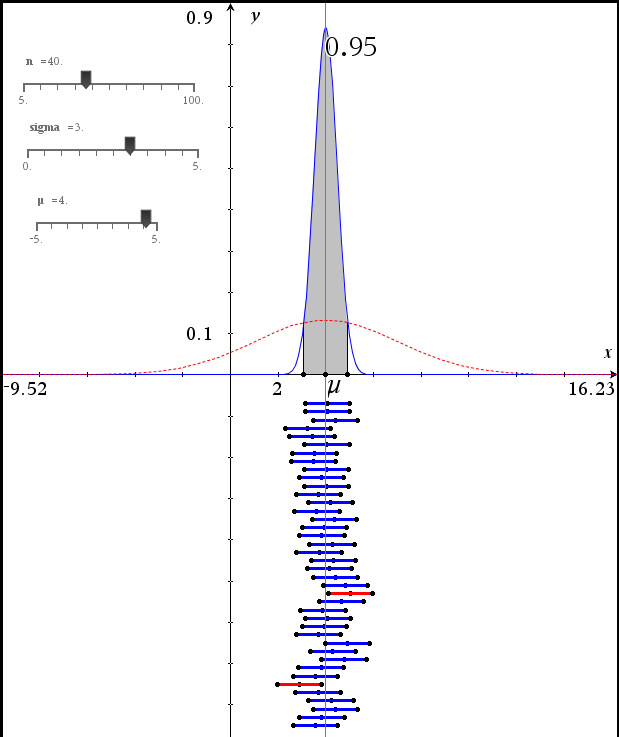 0.9 y
0.95
n =40.
5. 100.
sigma =3.
0. 5.
μ =4.
-5. 5.
0.1
x
-9.52 2 μ 16.23